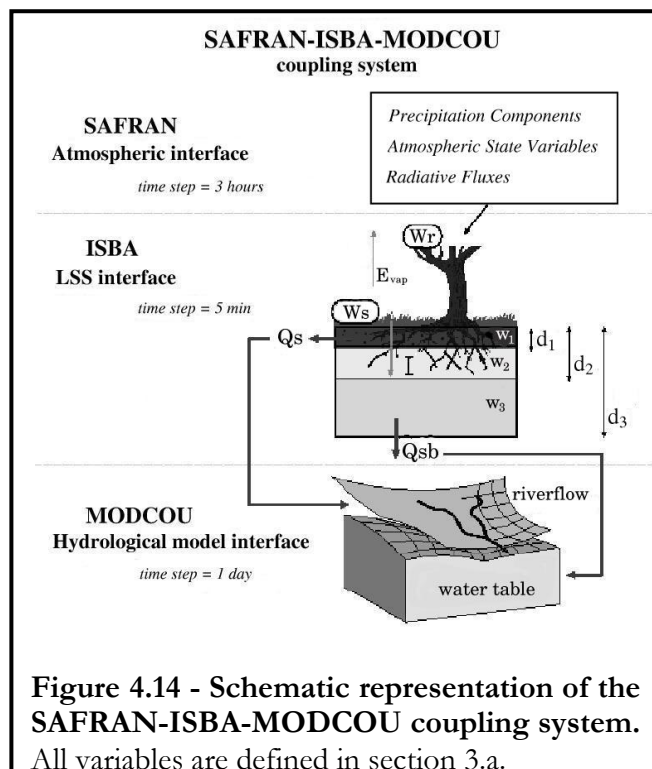 SAFRAN-ISBA-MODCOU
coupling system
SAFRAN
Atmospheric interface
time step = 3 hours
Precipitation Components
Atmospheric State Variables
Radiative Fluxes
ISBA
LSS interface
time step = 5 min
Wr
Evap
Ws
Qs
w1
d1
w2
d2
I
w3
d3
Qsb
MODCOU
Hydrological model interface
time step = 1 day
riverflow
water table
Figure 4.14 - Schematic representation of the
SAFRAN-ISBA-MODCOU coupling system.
All variables are defined in section 3.a.